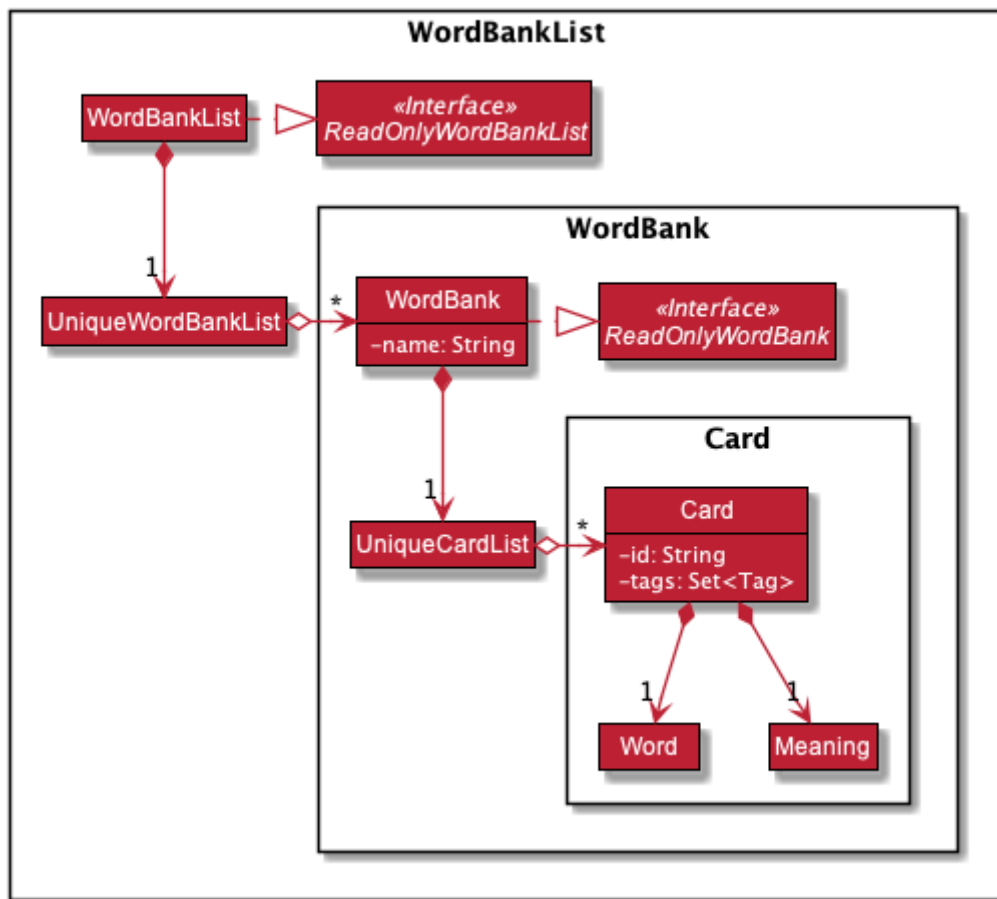 WordBankList
WordBankList
«Interface»
ReadOnlyWordBankList
1
UniqueWordBankList
*
WordBank
WordBank
–name: String
«Interface»
ReadOnlyWordBank
1
UniqueCardList
*
Card
Card
–id: String
–tags: Set<Tag>
1
1
Word
Meaning